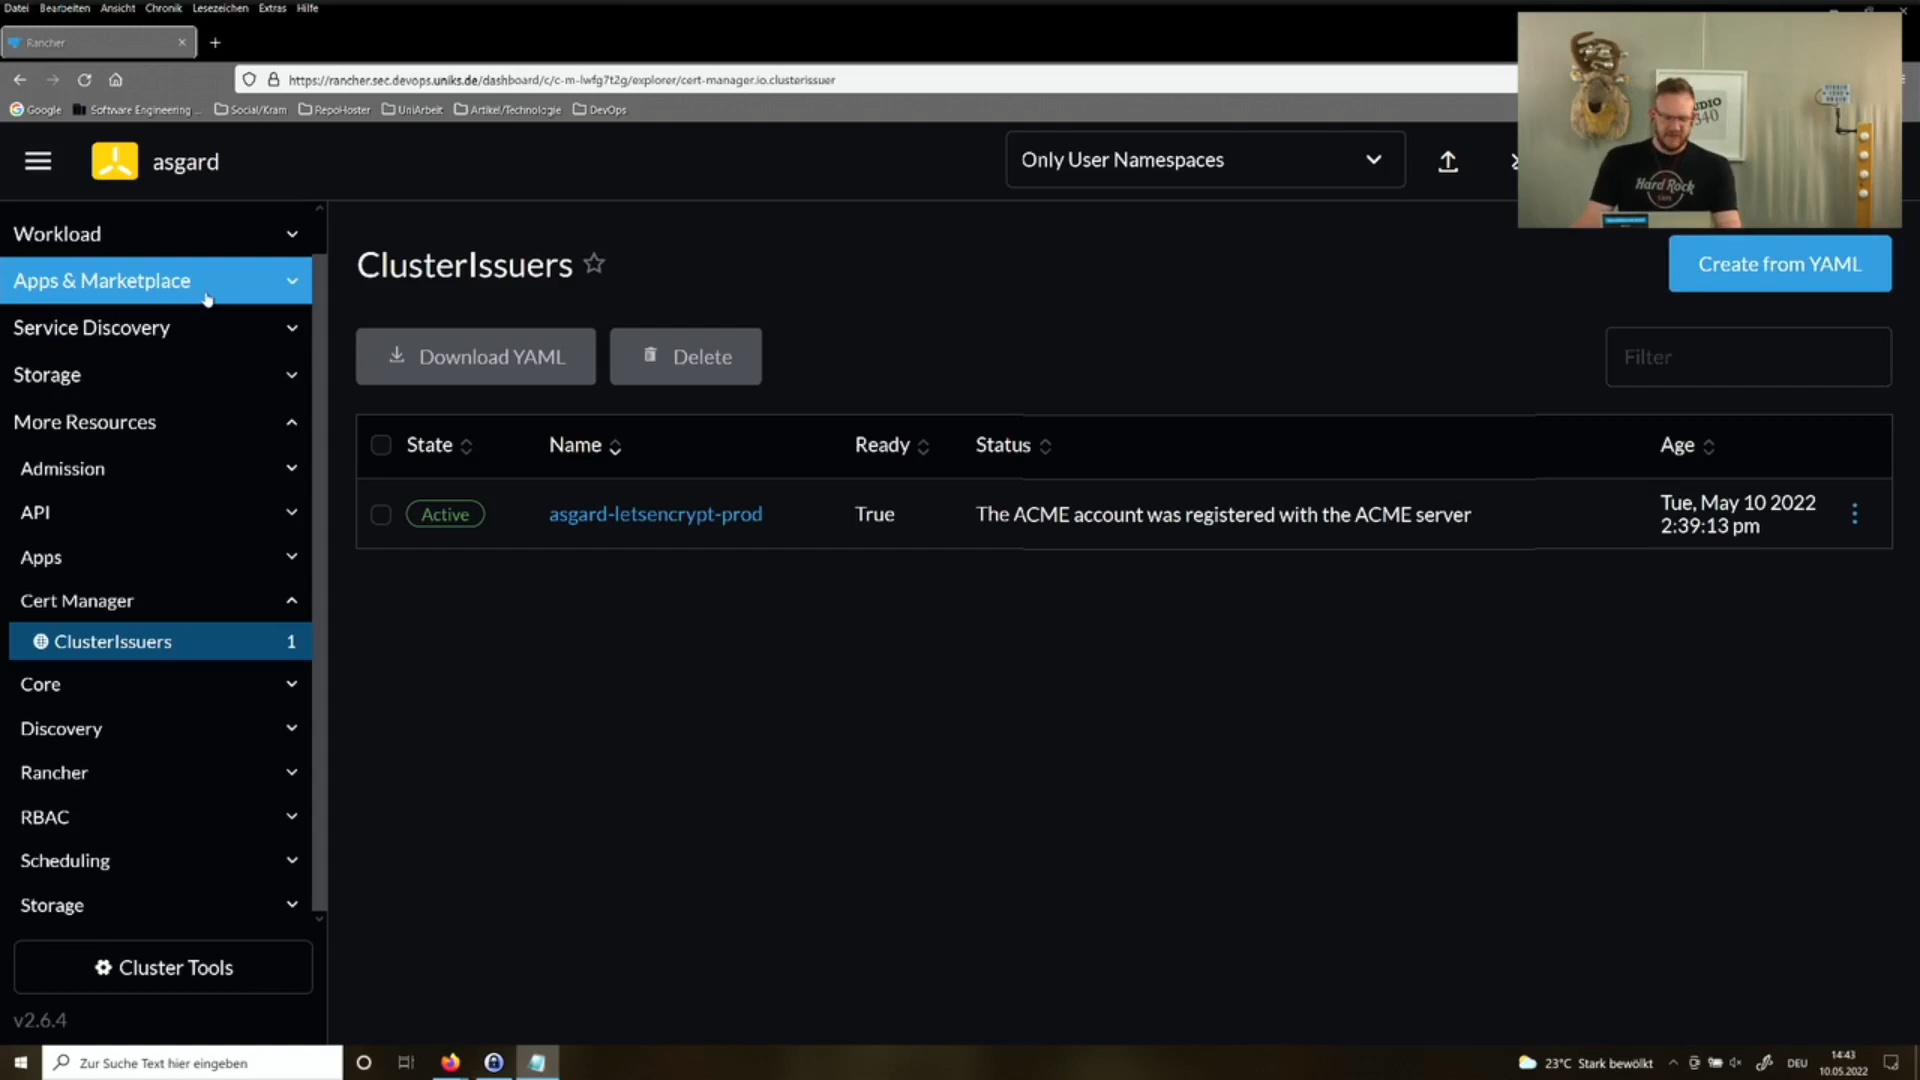 Datei Bearbeiten Ansicht Chronik Lesezeichen Extras Hilfe
Rancher
https://rancher.sec.devops.uniks.de/dashboard/c/c-m-lwfg7t2g/explorer/cert-manager.io.clusterissuer
Google Software Engineering ... Social/Kram RepoHoster UniArbeit Artikel/Technologie DevOps
asgard
Only User Namespaces
Workload
Apps & Marketplace
Service Discovery
Storage
More Resources
Admission
API
Apps
Cert Manager
ClusterIssuers 1
Core
Discovery
Rancher
RBAC
Scheduling
Storage
Cluster Tools
v2.6.4
ClusterIssuers
Create from YAML
Download YAML Delete
Filter
State Name Ready Status Age
Active asgard-letsencrypt-prod True The ACME account was registered with the ACME server Tue, May 10 2022
2:39:13 pm
Hard Rock
Zur Suche Text hier eingeben
23°C Stark bewölkt
DEU
14:43
10.05.2022